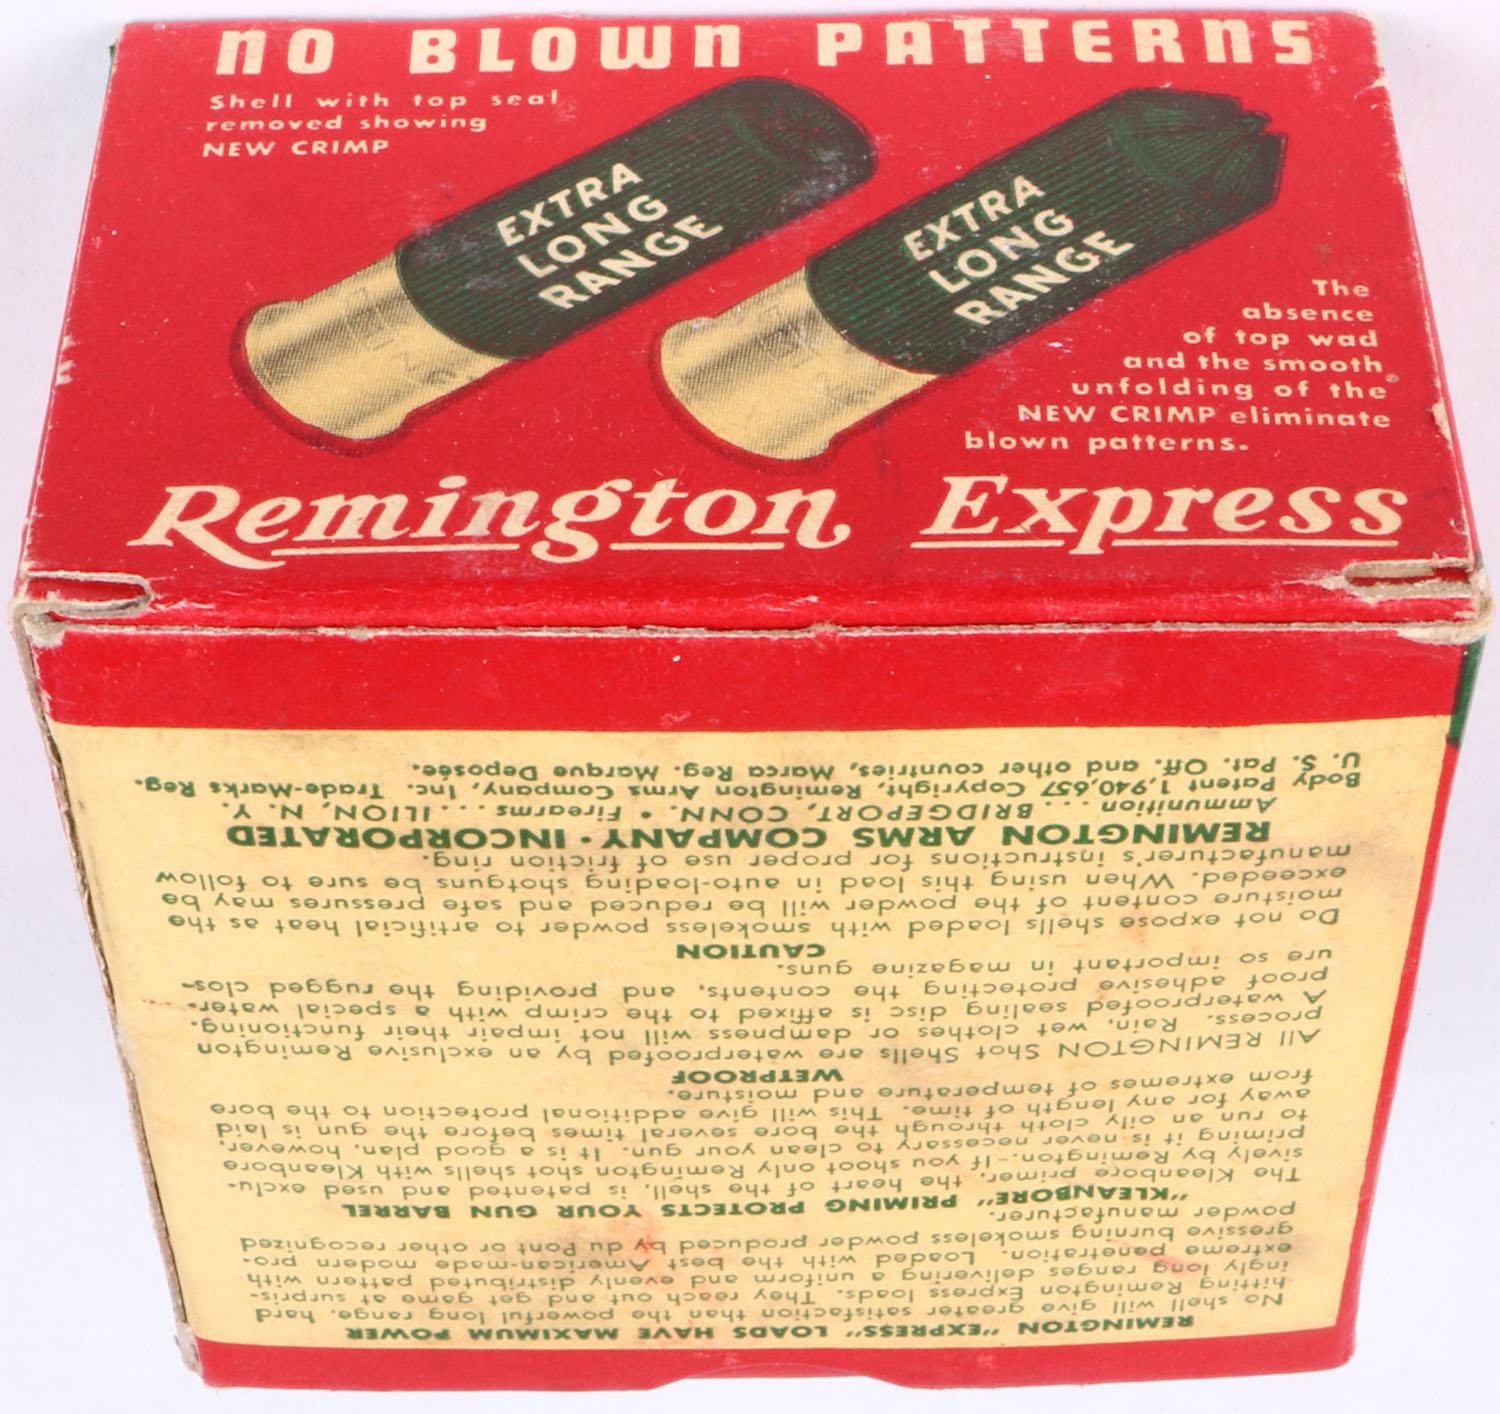 NO BLOWN PATTERNS
Shell with top seal
removed showing
NEW CRIMP
EXTRA
LONG
RANGE
EXTRA
LONG
RANGE
The
absence
of top wad
and the smooth
unfolding of the
NEW CRIMP eliminate
blown patterns.
Remington Express
REMINGTON "EXPRESS" LOADS HAVE MAXIMUM POWER
No shell will give greater satisfaction than the powerful long range, hard
hitting Remington Express loads. They reach out and get game at surpris-
ingly long ranges delivering a uniform and evenly distributed pattern with
extreme penetration. Loaded with the best American-made modern pro-
gressive burning smokeless powder produced by du Pont or other recognized
powder manufacturer.
"KLEANBORE" PRIMING PROTECTS YOUR GUN BARREL
The Kleanbore primer, the heart of the shell, is patented and used exclu-
sively by Remington.-If you shoot only Remington shot shells with Kleanbore
priming it is never necessary to clean your gun. It is a good plan, however,
to run an oily cloth through the bore several times before the gun is laid
away for any length of time. This will give additional protection to the bore
from extremes of temperature and moisture.
WETPROOF
All REMINGTON Shot Shells are waterproofed by an exclusive Remington
process. Rain, wet clothes or dampness will not impair their functioning.
A waterproofed sealing disc is affixed to the crimp with a special water-
proof adhesive protecting the contents, and providing the rugged clos-
ure so important in magazine guns.
CAUTION
Do not expose shells loaded with smokeless powder to artificial heat as the
moisture content of the powder will be reduced and safe pressures may be
exceeded. When using this load in auto-loading shotguns be sure to follow
manufacturer's instructions for proper use of friction ring.
REMINGTON ARMS COMPANY · INCORPORATED
Ammunition . . . BRIDGEPORT, CONN. • Firearms . . . ILION, N. Y.
Body Patent 1,940,657 Copyright, Remington Arms Company, Inc. Trade-Marks Reg.
U. S. Pat. Off. and other countries, Marca Reg. Marque Deposée.